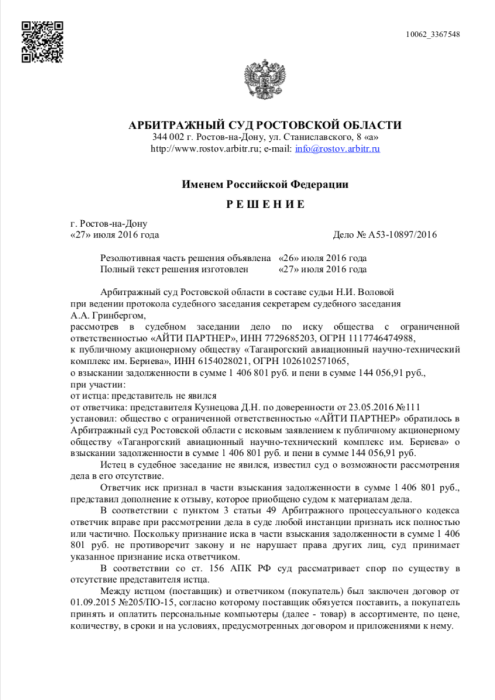 10062_3367548
АРБИТРАЖНЫЙ СУД РОСТОВСКОЙ ОБЛАСТИ
344 002 г. Ростов-на-Дону, ул. Станиславского, 8 «а»
http://www.rostov.arbitr.ru; e-mail: info@rostov.arbitr.ru
Именем Российской Федерации
Р Е Ш Е Н И Е
г. Ростов-на-Дону
«27» июля 2016 года Дело № А53-10897/2016
Резолютивная часть решения объявлена «26» июля 2016 года
Полный текст решения изготовлен «27» июля 2016 года
Арбитражный суд Ростовской области в составе судьи Н.И. Воловой
при ведении протокола судебного заседания секретарем судебного заседания
А.А. Гринбергом,
рассмотрев в судебном заседании дело по иску общества с ограниченной
ответственностью «АЙТИ ПАРТНЕР», ИНН 7729685203, ОГРН 1117746474988,
к публичному акционерному обществу «Таганрогский авиационный научно-технический
комплекс им. Бериева», ИНН 6154028021, ОГРН 1026102571065,
о взыскании задолженности в сумме 1 406 801 руб. и пени в сумме 144 056,91 руб.,
при участии:
от истца: представитель не явился
от ответчика: представителя Кузнецова Д.Н. по доверенности от 23.05.2016 №111
установил: общество с ограниченной ответственностью «АЙТИ ПАРТНЕР» обратилось в
Арбитражный суд Ростовской области с исковым заявлением к публичному акционерному
обществу «Таганрогский авиационный научно-технический комплекс им. Бериева» о
взыскании задолженности в сумме 1 406 801 руб. и пени в сумме 144 056,91 руб.
Истец в судебное заседание не явился, известил суд о возможности рассмотрения
дела в его отсутствие.
Ответчик иск признал в части взыскания задолженности в сумме 1 406 801 руб.,
представил дополнение к отзыву, которое приобщено судом к материалам дела.
В соответствии с пунктом 3 статьи 49 Арбитражного процессуального кодекса
ответчик вправе при рассмотрении дела в суде любой инстанции признать иск полностью
или частично. Поскольку признание иска в части взыскания задолженности в сумме 1 406
801 руб. не противоречит закону и не нарушает права других лиц, суд принимает
указанное признание иска ответчиком.
В соответствии со ст. 156 АПК РФ суд рассматривает спор по существу в
отсутствие представителя истца.
Между истцом (поставщик) и ответчиком (покупатель) был заключен договор от
01.09.2015 №205/ПО-15, согласно которому поставщик обязуется поставить, а покупатель
принять и оплатить персональные компьютеры (далее - товар) в ассортименте, по цене,
количеству, в сроки и на условиях, предусмотренных договором и приложениями к нему.